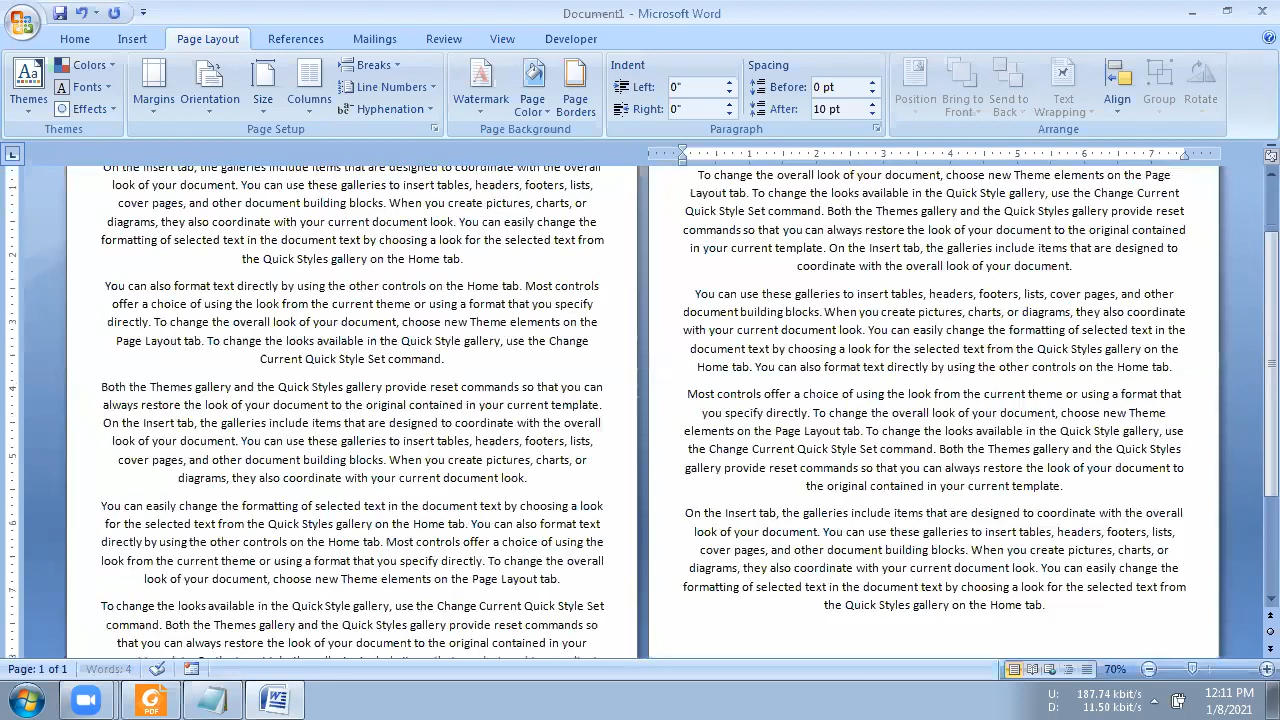 Document1 - Microsoft Word
Home Insert Page Layout References Mailings Review View Developer
Themes
Colors
Fonts
Effects
Themes
Margins
Orientation
Size
Columns
Breaks
Line Numbers
Hyphenation
Page Setup
Watermark
Page Color
Page Borders
Page Background
Indent
Left: 0"
Right: 0"
Spacing
Before: 0 pt
After: 10 pt
Paragraph
Position
Bring to Front
Send to Back
Text Wrapping
Align
Group
Rotate
Arrange
1 2 3 4 5 6 7
On the Insert tab, the galleries include items that are designed to coordinate with the overall
look of your document. You can use these galleries to insert tables, headers, footers, lists,
cover pages, and other document building blocks. When you create pictures, charts, or
diagrams, they also coordinate with your current document look. You can easily change the
formatting of selected text in the document text by choosing a look for the selected text from
the Quick Styles gallery on the Home tab.
You can also format text directly by using the other controls on the Home tab. Most controls
offer a choice of using the look from the current theme or using a format that you specify
directly. To change the overall look of your document, choose new Theme elements on the
Page Layout tab. To change the looks available in the Quick Style gallery, use the Change
Current Quick Style Set command.
Both the Themes gallery and the Quick Styles gallery provide reset commands so that you can
always restore the look of your document to the original contained in your current template.
On the Insert tab, the galleries include items that are designed to coordinate with the overall
look of your document. You can use these galleries to insert tables, headers, footers, lists,
cover pages, and other document building blocks. When you create pictures, charts, or
diagrams, they also coordinate with your current document look.
You can easily change the formatting of selected text in the document text by choosing a look
for the selected text from the Quick Styles gallery on the Home tab. You can also format text
directly by using the other controls on the Home tab. Most controls offer a choice of using the
look from the current theme or using a format that you specify directly. To change the overall
look of your document, choose new Theme elements on the Page Layout tab.
To change the looks available in the Quick Style gallery, use the Change Current Quick Style Set
command. Both the Themes gallery and the Quick Styles gallery provide reset commands so
that you can always restore the look of your document to the original contained in your
To change the overall look of your document, choose new Theme elements on the Page
Layout tab. To change the looks available in the Quick Style gallery, use the Change Current
Quick Style Set command. Both the Themes gallery and the Quick Styles gallery provide reset
commands so that you can always restore the look of your document to the original contained
in your current template. On the Insert tab, the galleries include items that are designed to
coordinate with the overall look of your document.
You can use these galleries to insert tables, headers, footers, lists, cover pages, and other
document building blocks. When you create pictures, charts, or diagrams, they also coordinate
with your current document look. You can easily change the formatting of selected text in the
document text by choosing a look for the selected text from the Quick Styles gallery on the
Home tab. You can also format text directly by using the other controls on the Home tab.
Most controls offer a choice of using the look from the current theme or using a format that
you specify directly. To change the overall look of your document, choose new Theme
elements on the Page Layout tab. To change the looks available in the Quick Style gallery, use
the Change Current Quick Style Set command. Both the Themes gallery and the Quick Styles
gallery provide reset commands so that you can always restore the look of your document to
the original contained in your current template.
On the Insert tab, the galleries include items that are designed to coordinate with the overall
look of your document. You can use these galleries to insert tables, headers, footers, lists,
cover pages, and other document building blocks. When you create pictures, charts, or
diagrams, they also coordinate with your current document look. You can easily change the
formatting of selected text in the document text by choosing a look for the selected text from
the Quick Styles gallery on the Home tab.
Page: 1 of 1 Words: 4
70%
PDF
U: 187.74 kbit/s
D: 11.50 kbit/s
12:11 PM
1/8/2021